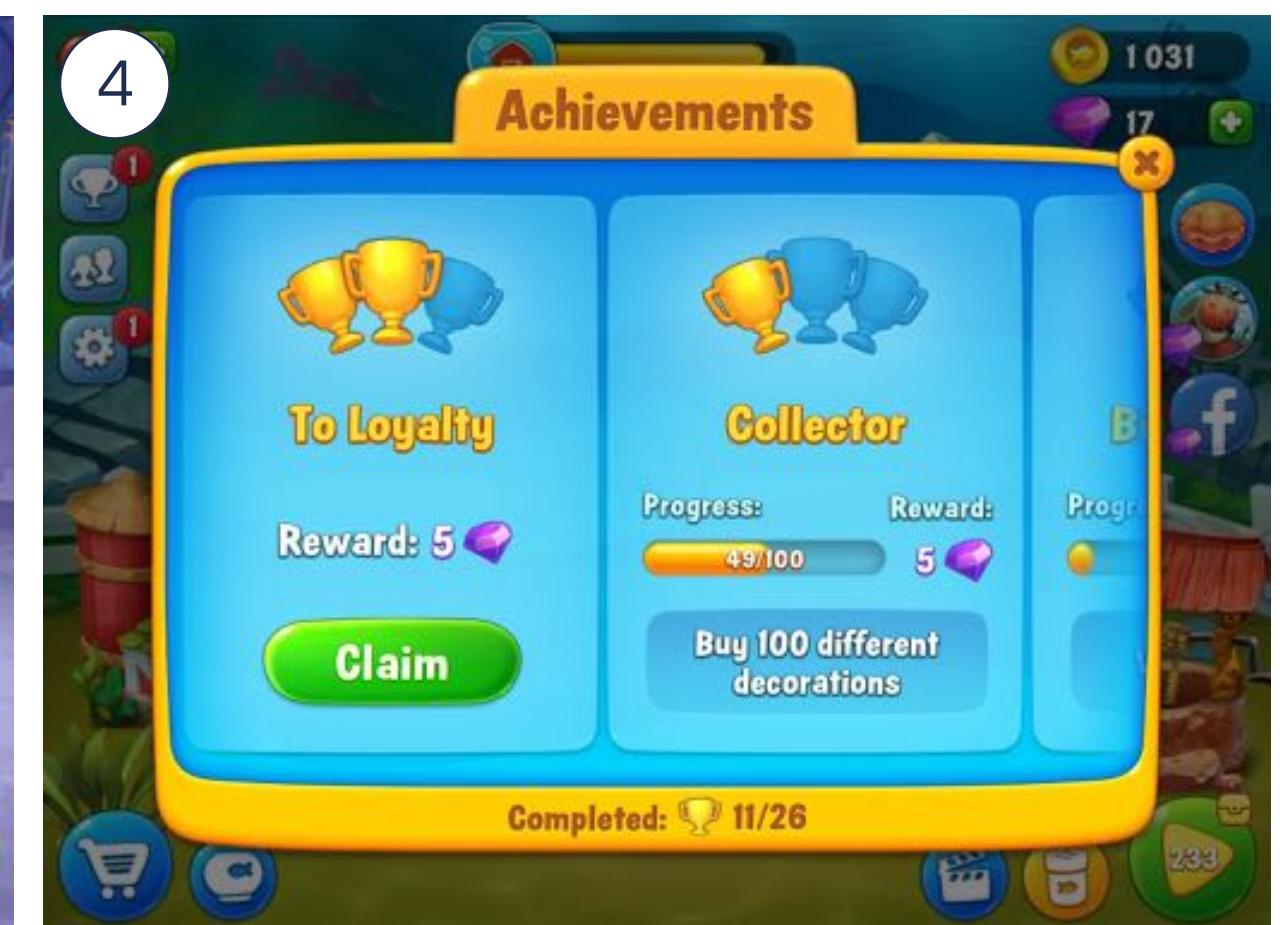 4
Achievements
1 031
17
1
1
To Loyalty
Reward: 5
Claim
Collector
Progress:
Reward:
49/100
5
Buy 100 different
decorations
B
Progre
Completed: 11/26
233